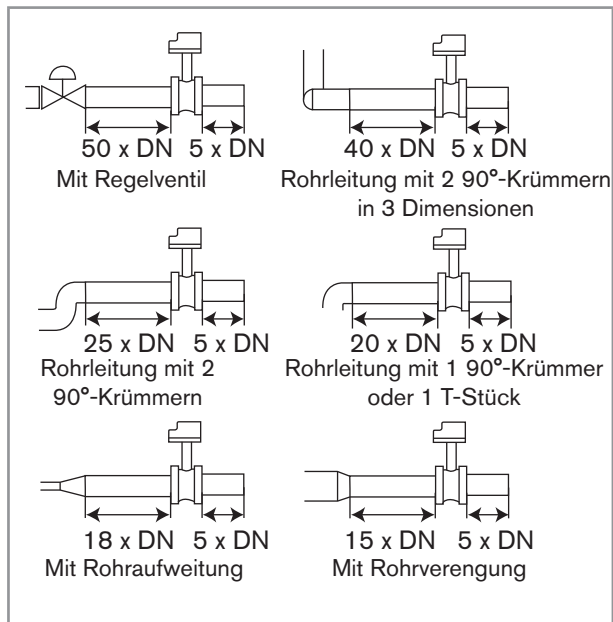 50 x DN 5 x DN
Mit Regelventil
40 x DN 5 x DN
Rohrleitung mit 2 90°-Krümmern
in 3 Dimensionen
25 x DN 5 x DN
Rohrleitung mit 2
90°-Krümmern
20 x DN 5 x DN
Rohrleitung mit 1 90°-Krümmer
oder 1 T-Stück
18 x DN 5 x DN
Mit Rohraufweitung
15 x DN 5 x DN
Mit Rohrverengung